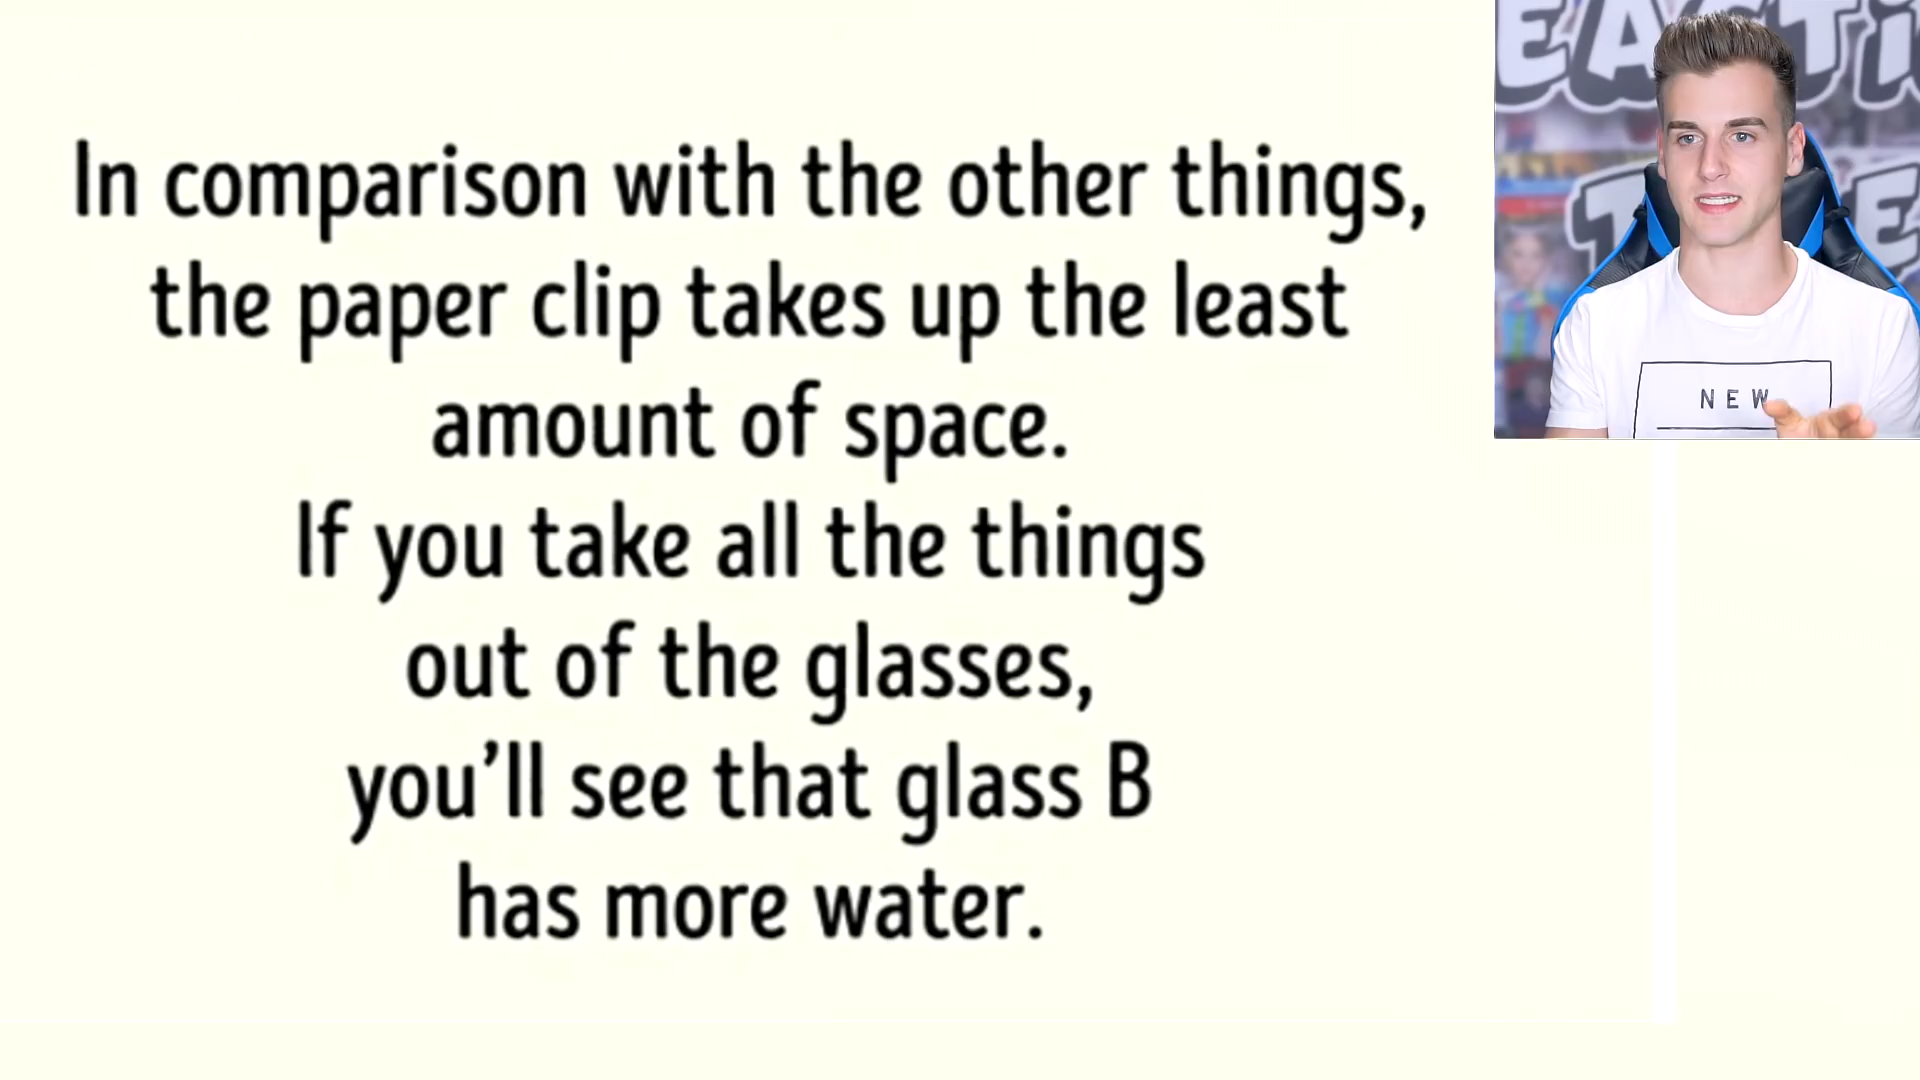 In comparison with the other things,
the paper clip takes up the least
amount of space.
If you take all the things
out of the glasses,
you’ll see that glass B
has more water.
NEW